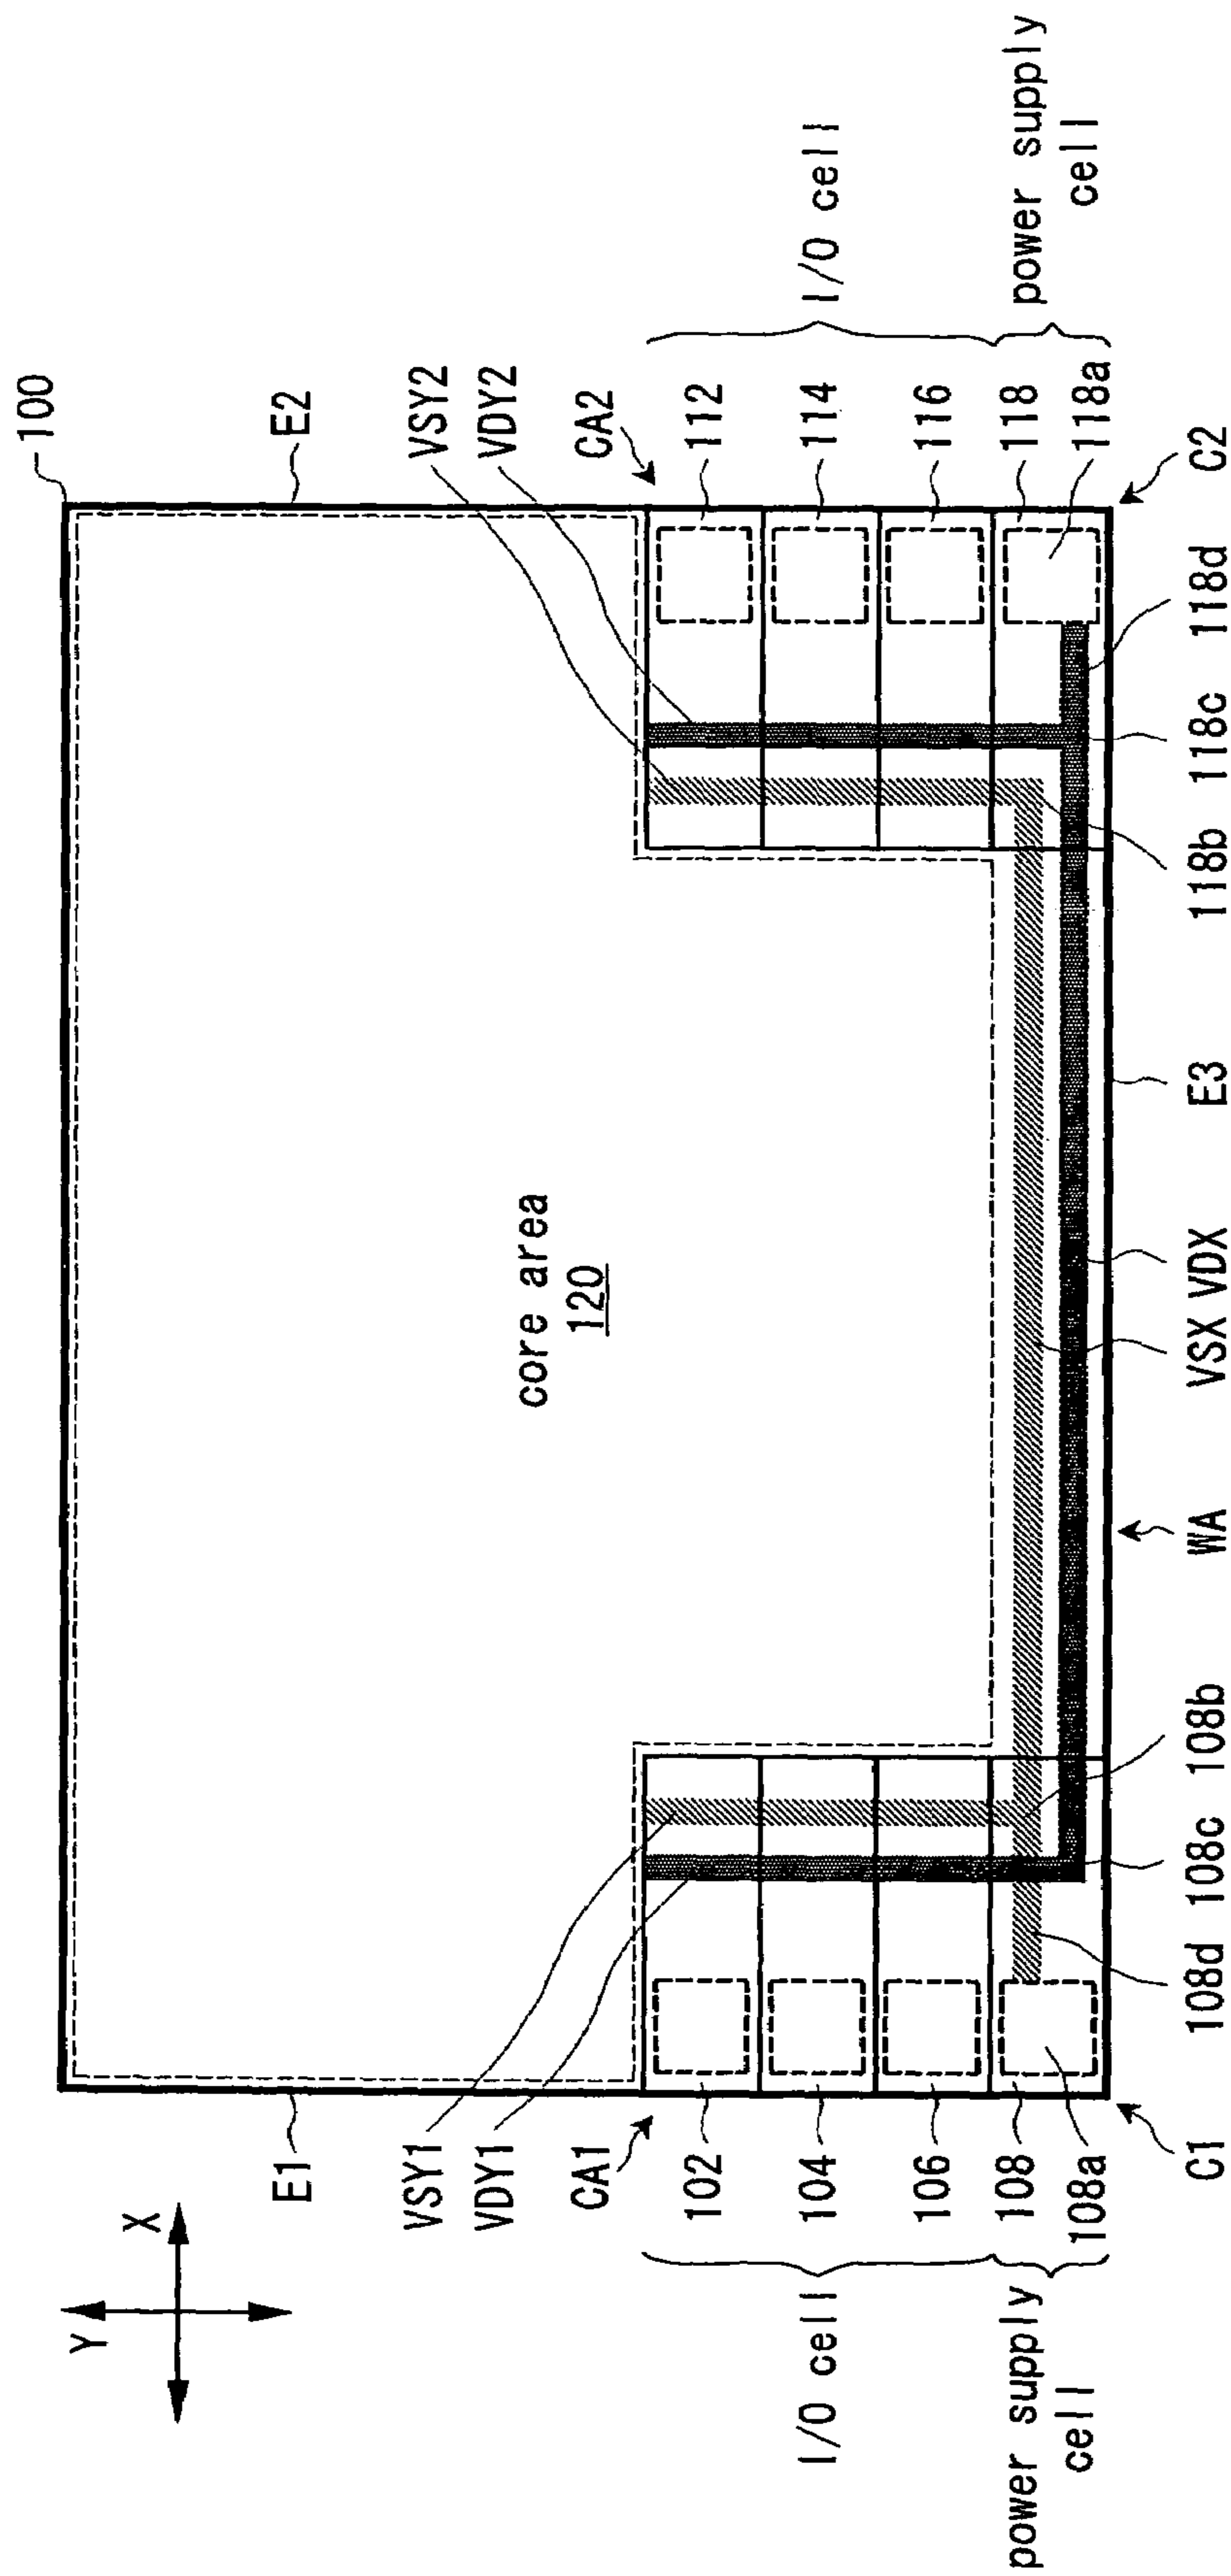 100
Y
X
E1
E2
VSY1
VDY1
VSY2
VDY2
CA1
CA2
core area
120
I/O cell
102
104
106
power supply
cell
108
108a
C1
I/O cell
112
114
116
power supply
cell
118
118a
C2
108d
108c
108b
WA
VSX
VDX
E3
118b
118c
118d